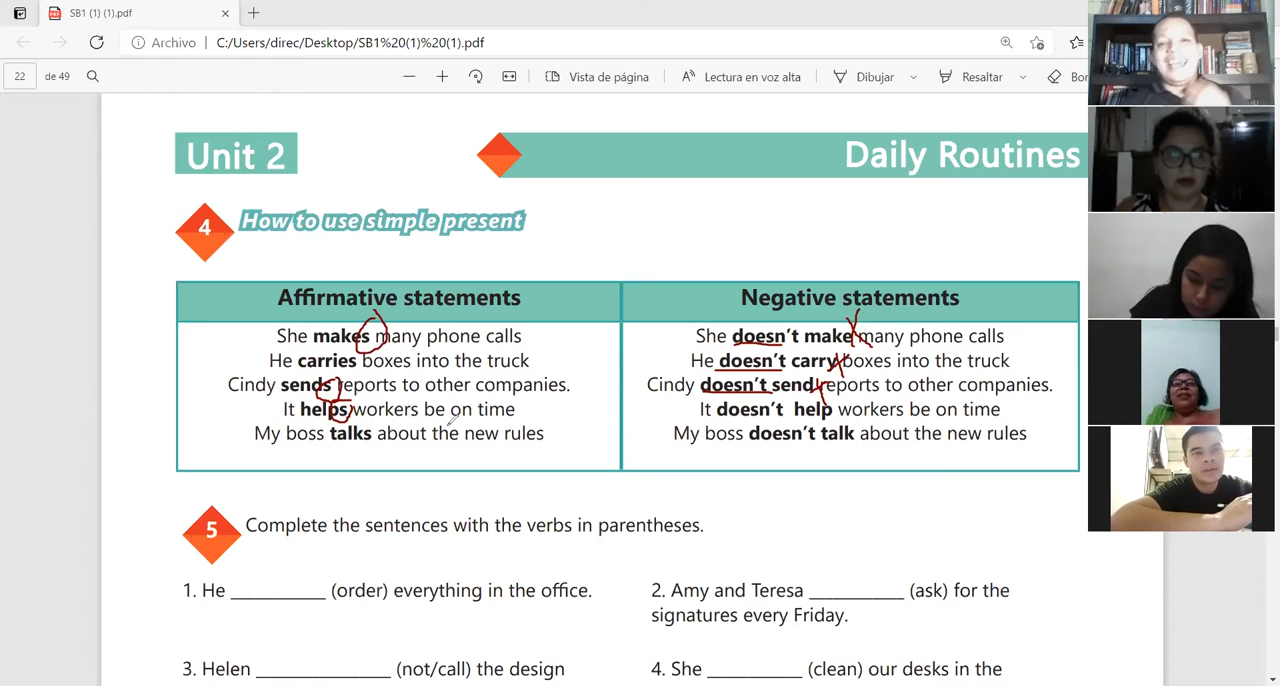 SB1 (1) (1).pdf
Archivo | C:/Users/direc/Desktop/SB1%20(1)%20(1).pdf
22 de 49 Vista de página Lectura en voz alta Dibujar Resaltar
Unit 2
Daily Routines
4 How to use simple present
Affirmative statements
She makes many phone calls
He carries boxes into the truck
Cindy sends reports to other companies.
It helps workers be on time
My boss talks about the new rules
Negative statements
She doesn't make many phone calls
He doesn't carry boxes into the truck
Cindy doesn't send reports to other companies.
It doesn't help workers be on time
My boss doesn't talk about the new rules
5 Complete the sentences with the verbs in parentheses.
1. He __________ (order) everything in the office.
2. Amy and Teresa __________ (ask) for the
signatures every Friday.
3. Helen ______________ (not/call) the design
4. She __________ (clean) our desks in the